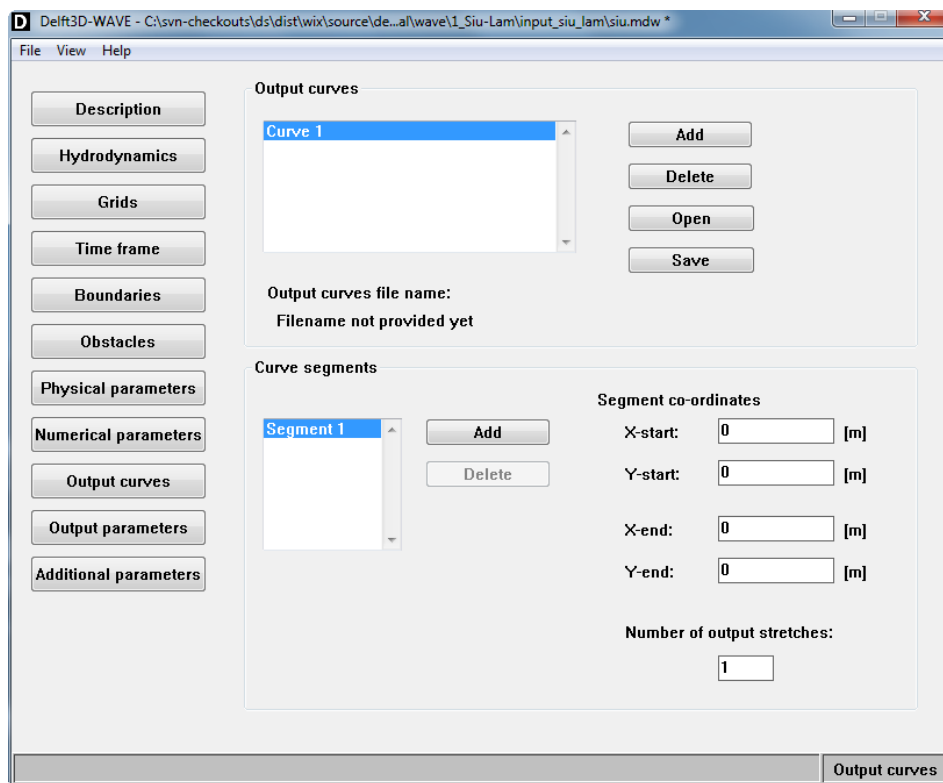 D Delft3D-WAVE - C:\svn-checkouts\ds\dist\wix\source\de...al\wave\1_Siu-Lam\input_siu_lam\siu.mdw *
File View Help
Description
Hydrodynamics
Grids
Time frame
Boundaries
Obstacles
Physical parameters
Numerical parameters
Output curves
Output parameters
Additional parameters
Output curves
Curve 1
Add
Delete
Open
Save
Output curves file name:
Filename not provided yet
Curve segments
Segment 1
Add
Delete
Segment co-ordinates
X-start: 0 [m]
Y-start: 0 [m]
X-end: 0 [m]
Y-end: 0 [m]
Number of output stretches:
1
Output curves